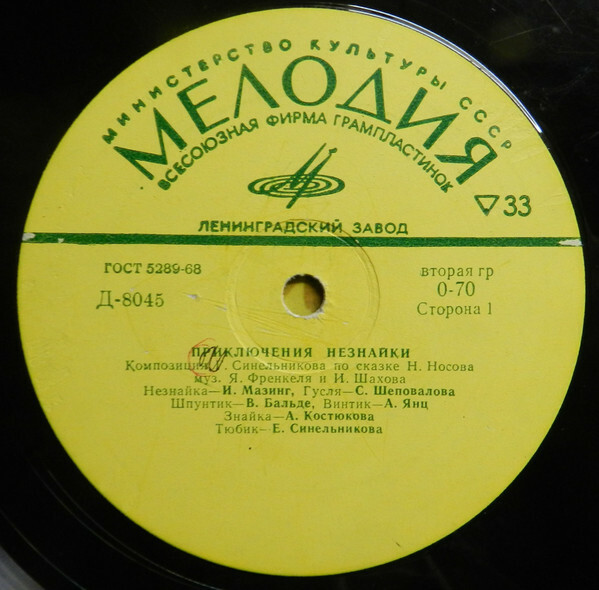 МИНИСТЕРСТВО КУЛЬТУРЫ СССР
МЕЛОДИЯ
ВСЕСОЮЗНАЯ ФИРМА ГРАМПЛАСТИНОК
33
ЛЕНИНГРАДСКИЙ ЗАВОД
ГОСТ 5289-68
вторая гр
Д-8045
0-70
Сторона 1
ПРИКЛЮЧЕНИЯ НЕЗНАЙКИ
Композиция Синельникова по сказке Н. Носова
муз. Я. Френкеля и И. Шахова
Незнайка—И. Мазинг, Гусля—С. Шеповалова
Шпунтик—В. Бальде, Винтик—А. Янц
Знайка—А. Костюкова
Тюбик—Е. Синельникова